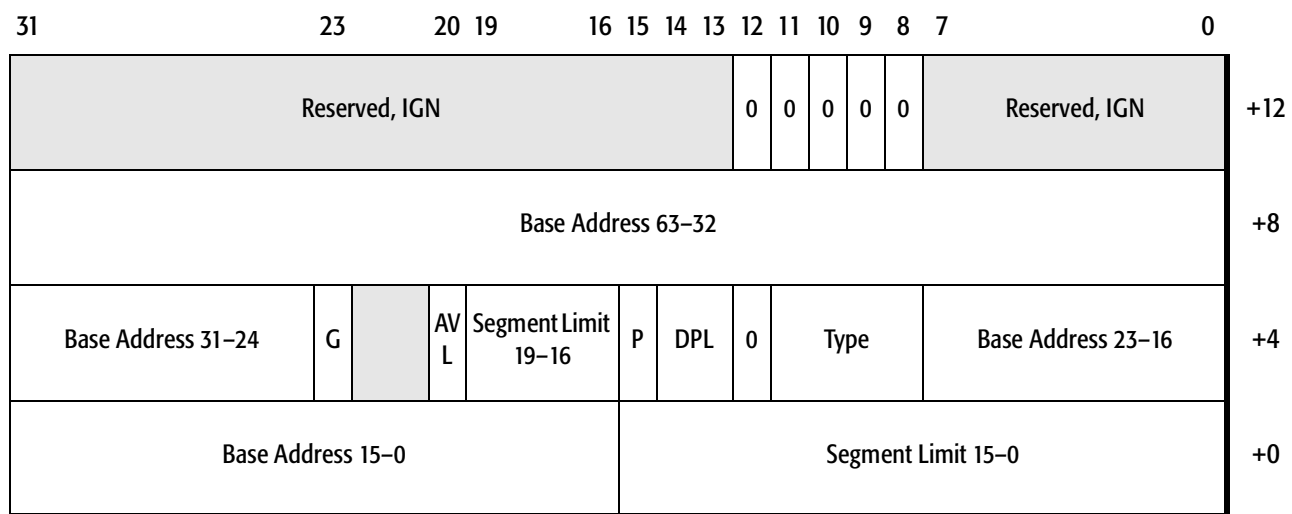 31 23 20 19 16 15 14 13 12 11 10 9 8 7 0
Reserved, IGN 0 0 0 0 0 Reserved, IGN +12
Base Address 63–32 +8
Base Address 31–24 G AV L Segment Limit 19–16 P DPL 0 Type Base Address 23–16 +4
Base Address 15–0 Segment Limit 15–0 +0